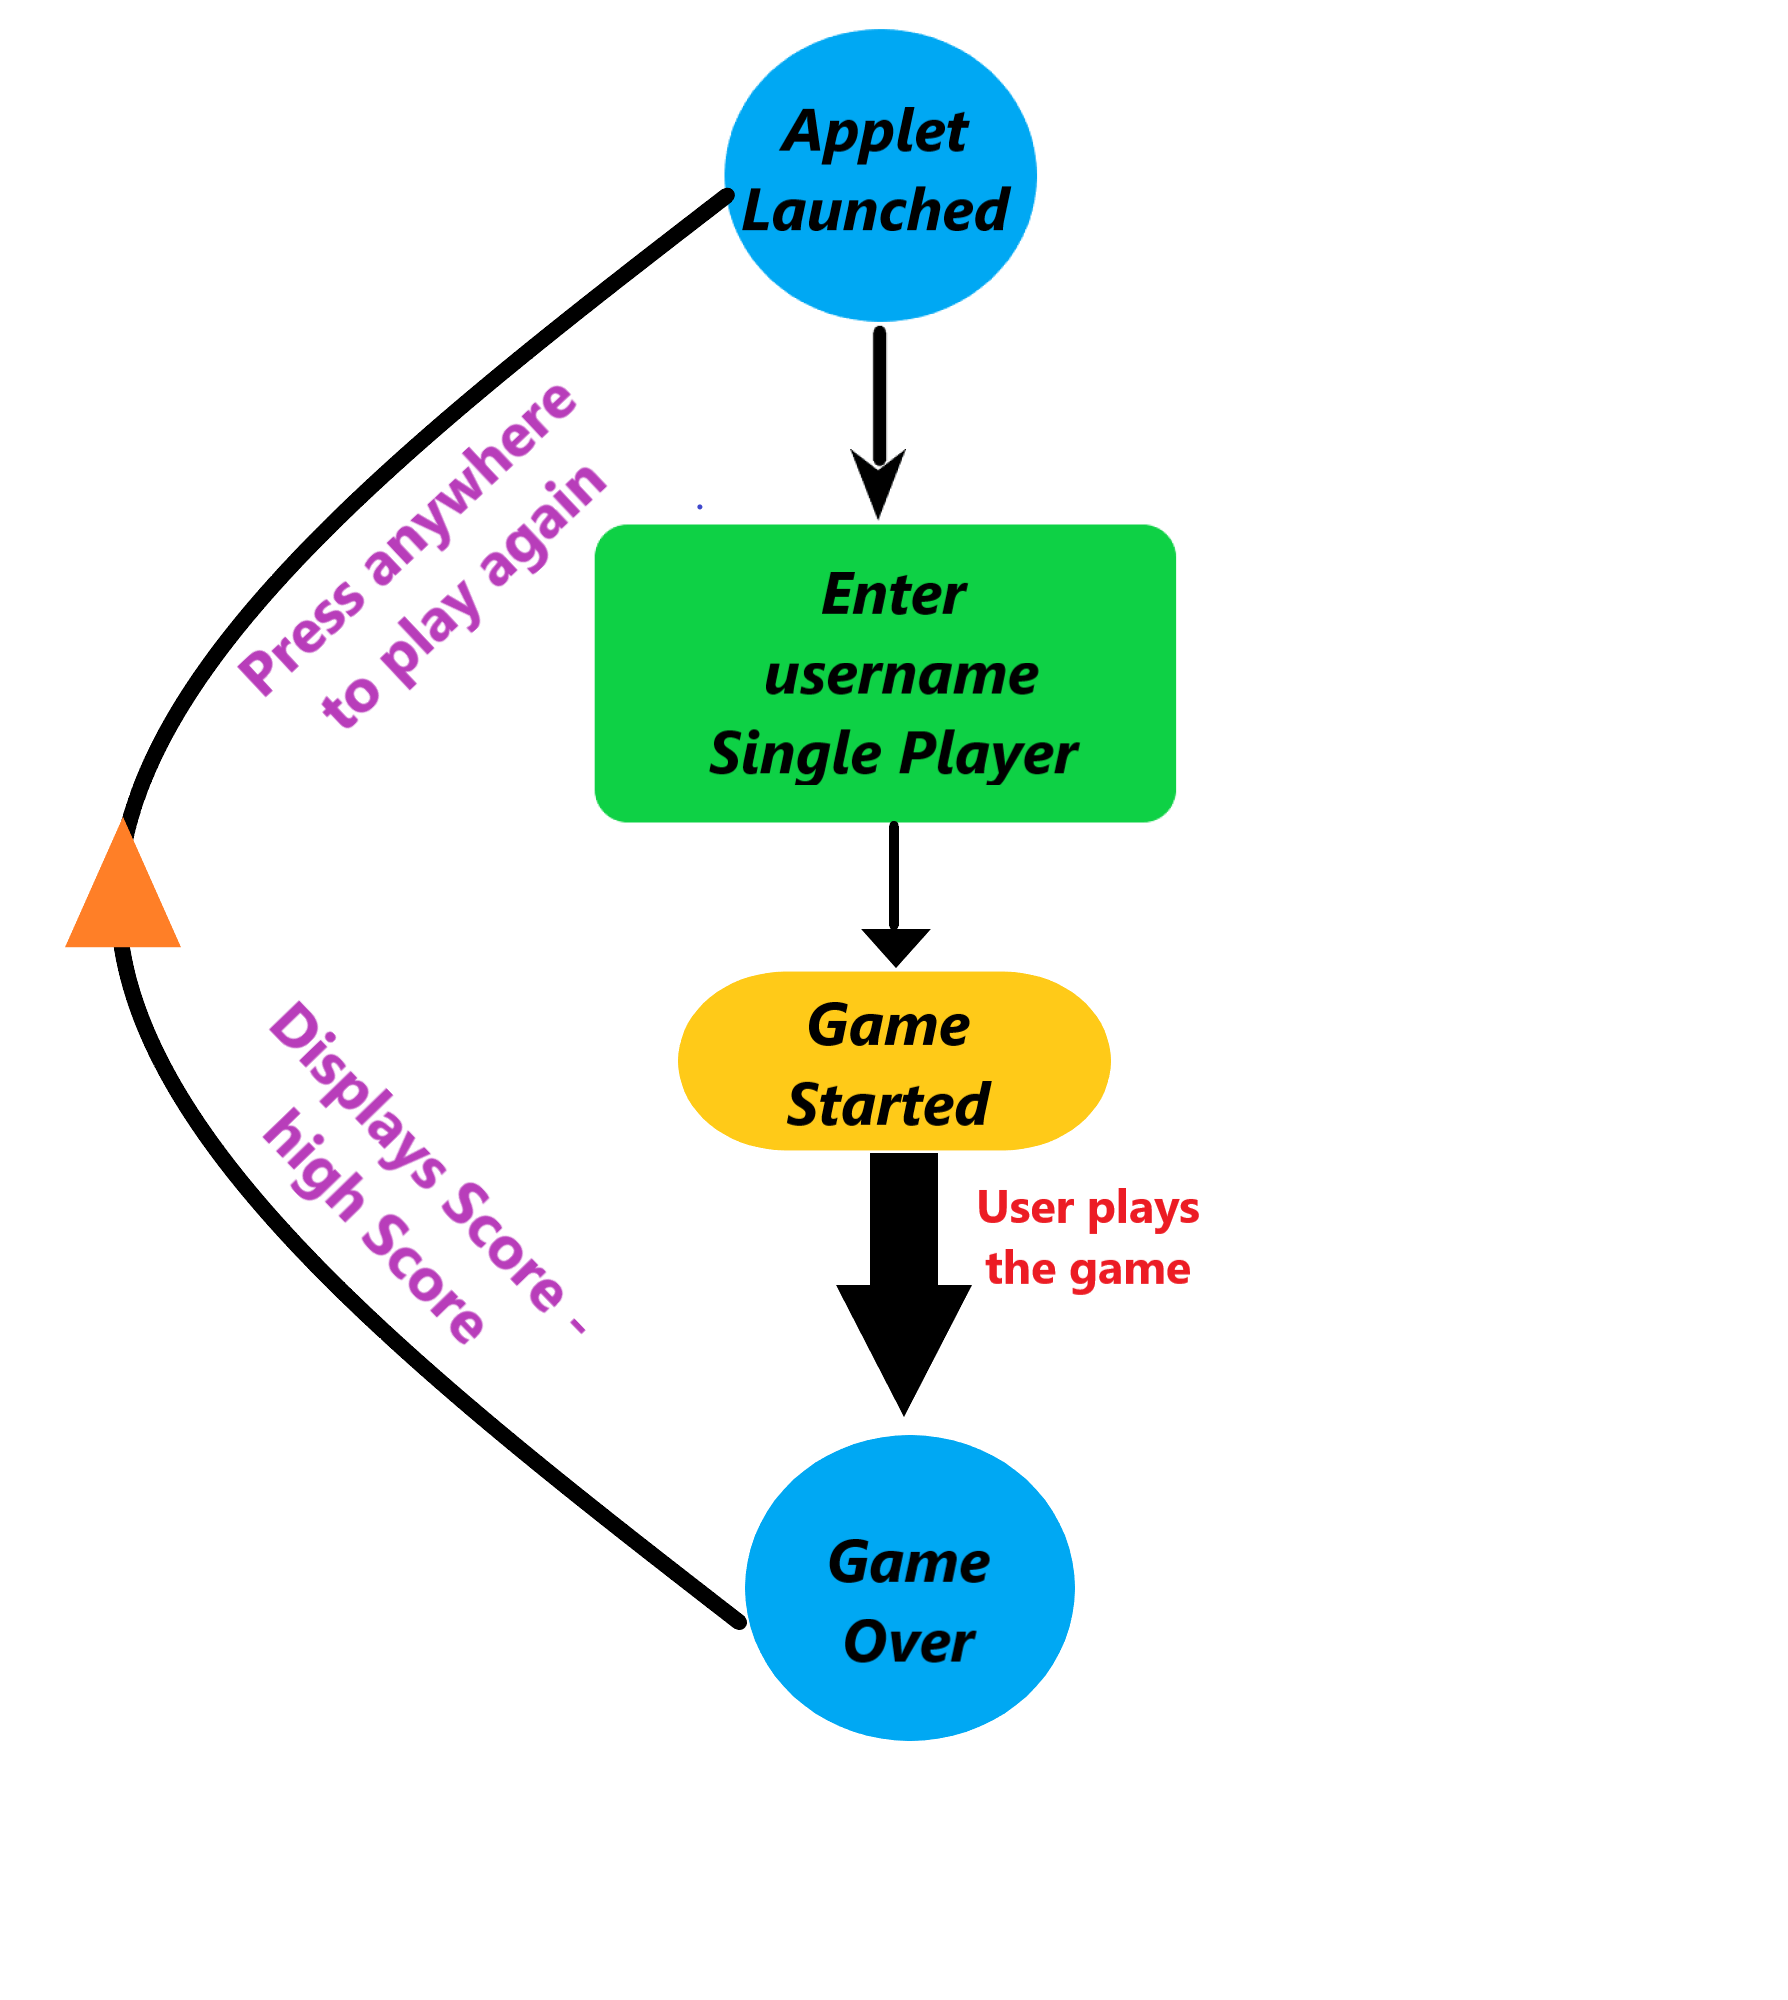 Applet
Launched
Press anywhere
to play again
Enter
username
Single Player
Game
Started
Displays Score -
high Score
User plays
the game
Game
Over